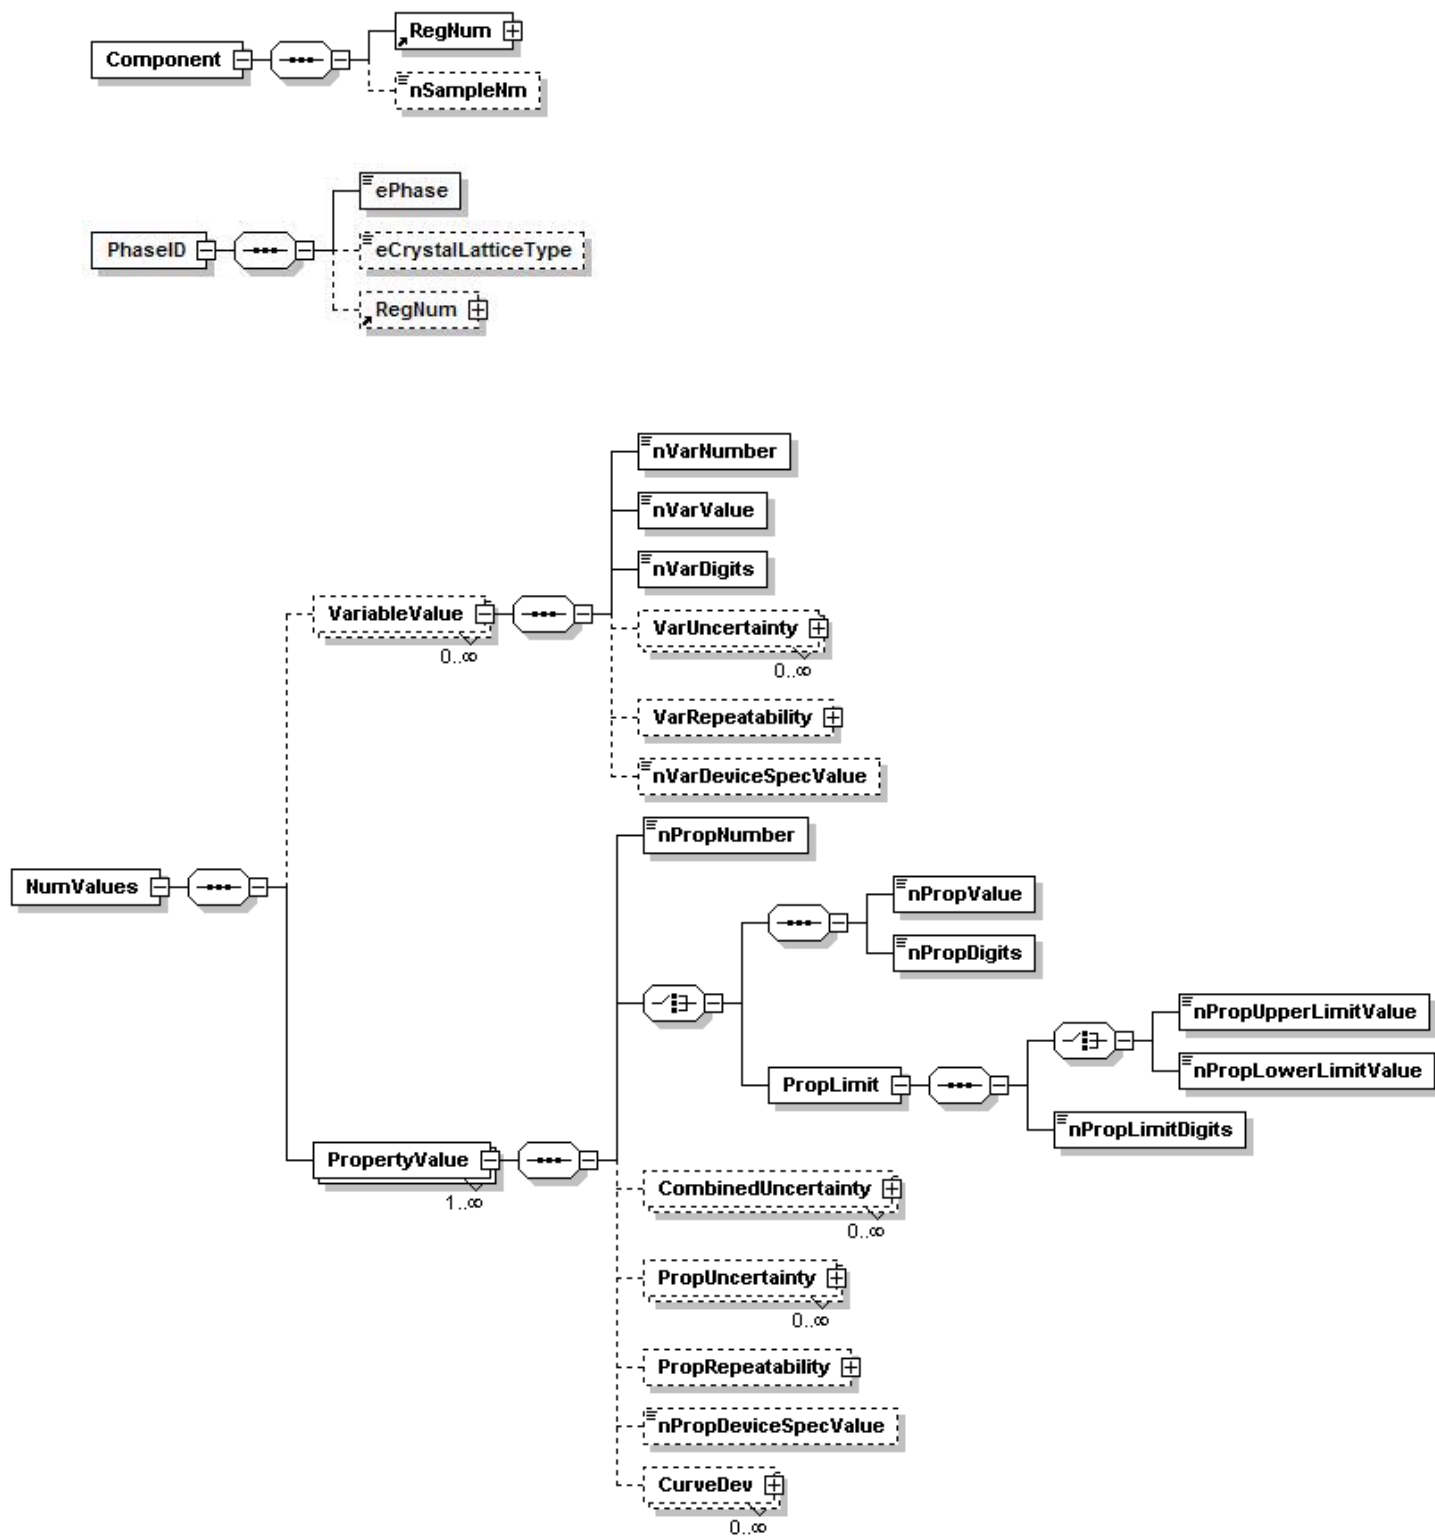 RegNum
Component
nSampleNm
ePhase
PhaseID
eCrystalLatticeType
RegNum
nVarNumber
nVarValue
nVarDigits
VariableValue
0..∞
VarUncertainty
0..∞
VarRepeatability
nVarDeviceSpecValue
nPropNumber
NumValues
nPropValue
nPropDigits
nPropUpperLimitValue
nPropLowerLimitValue
PropLimit
nPropLimitDigits
PropertyValue
1..∞
CombinedUncertainty
0..∞
PropUncertainty
0..∞
PropRepeatability
nPropDeviceSpecValue
CurveDev
0..∞